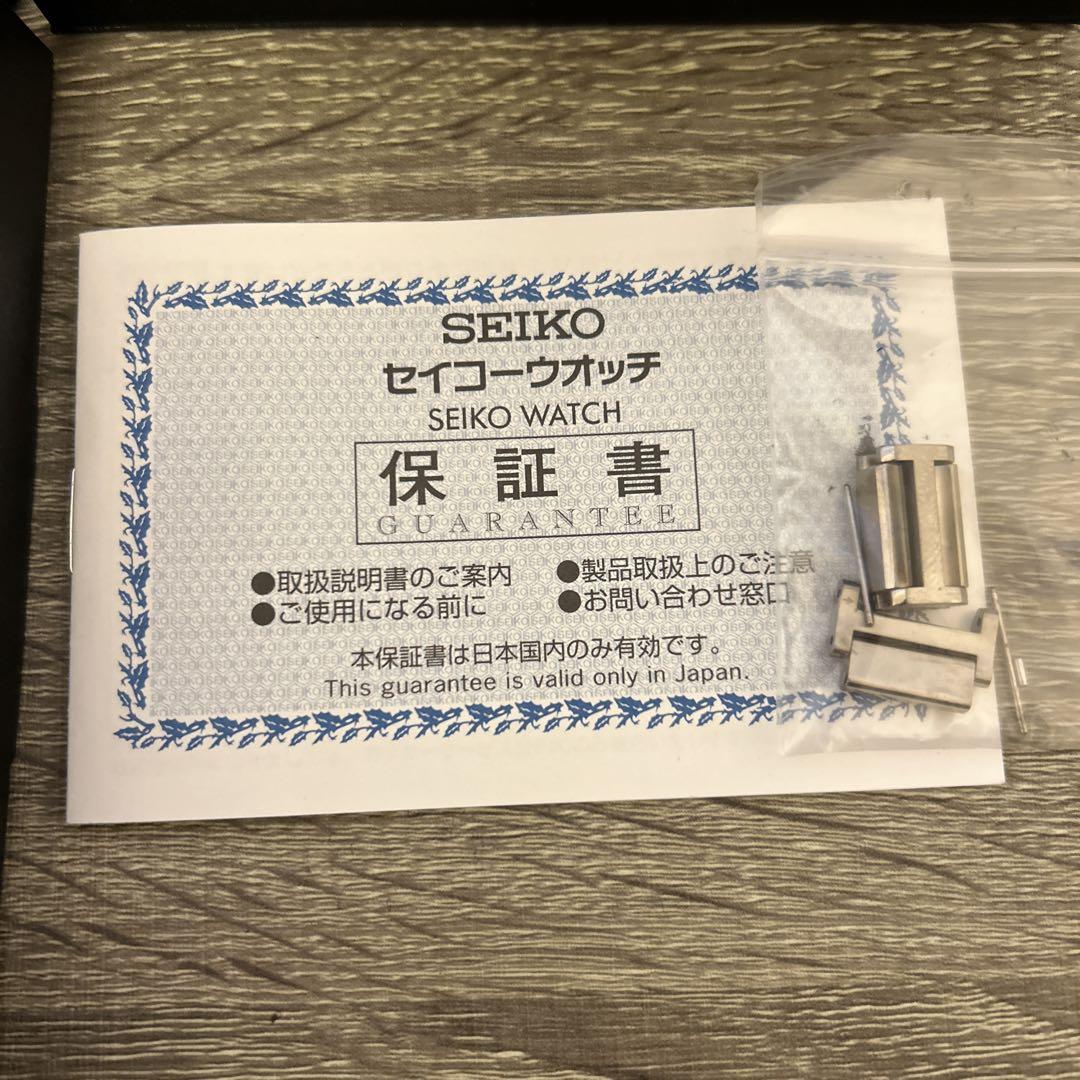 SEIKO
セイコーウオッチ
SEIKO WATCH
保証書
GUARANTEE
●取扱説明書のご案内 ●製品取扱上のご注意
●ご使用になる前に ●お問い合わせ窓口
本保証書は日本国内のみ有効です。
This guarantee is valid only in Japan.